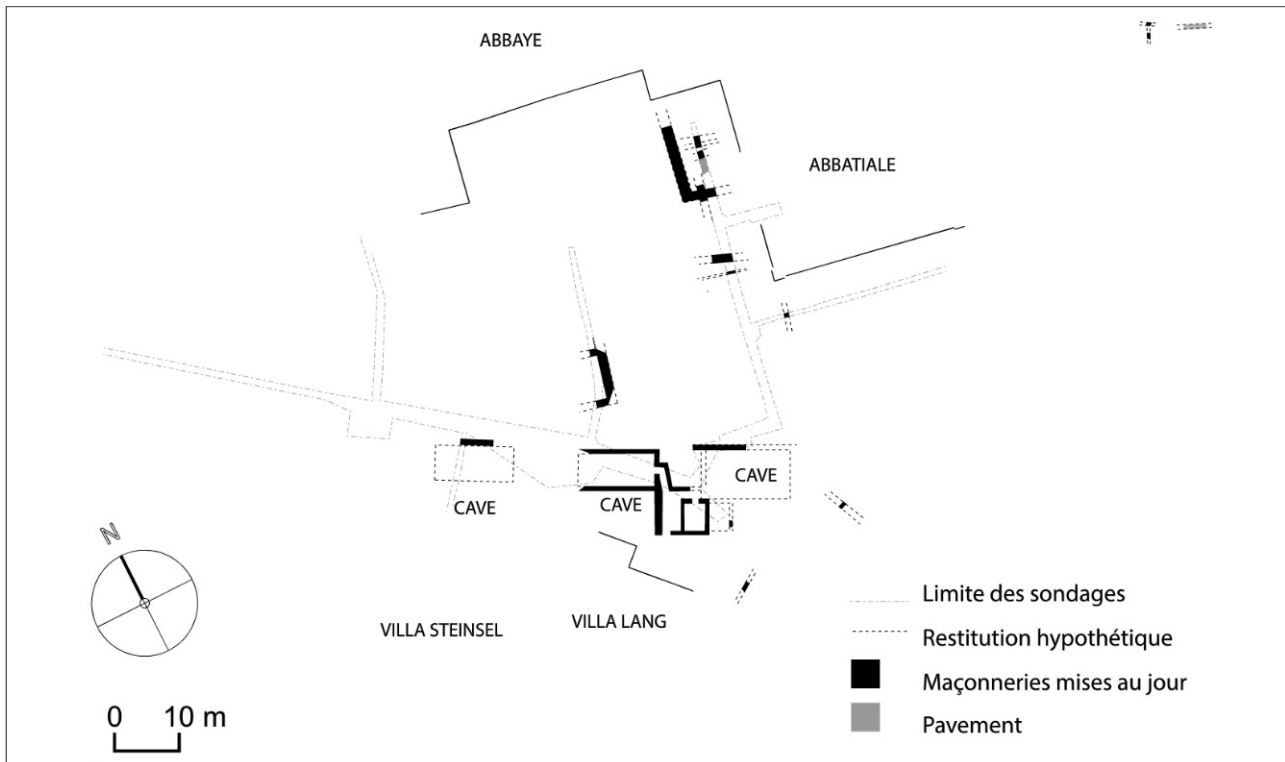 ABBAYE
ABBATIALE
CAVE
CAVE
CAVE
N
VILLA STEINSEL
VILLA LANG
0 10 m
Limite des sondages
Restitution hypothétique
Maçonneries mises au jour
Pavement